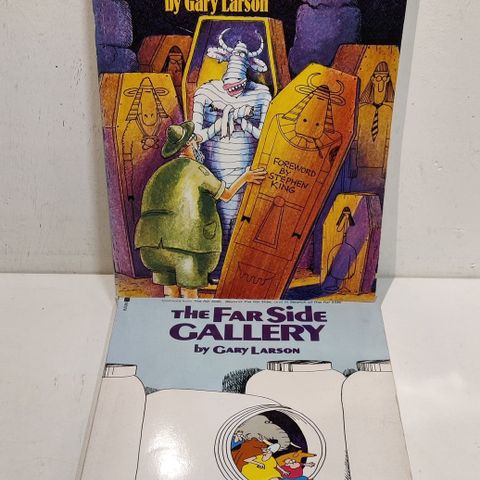 by Gary Larson
FOREWORD
BY
STEPHEN
KING
THE FAR SIDE
GALLERY
by GARY LARSON